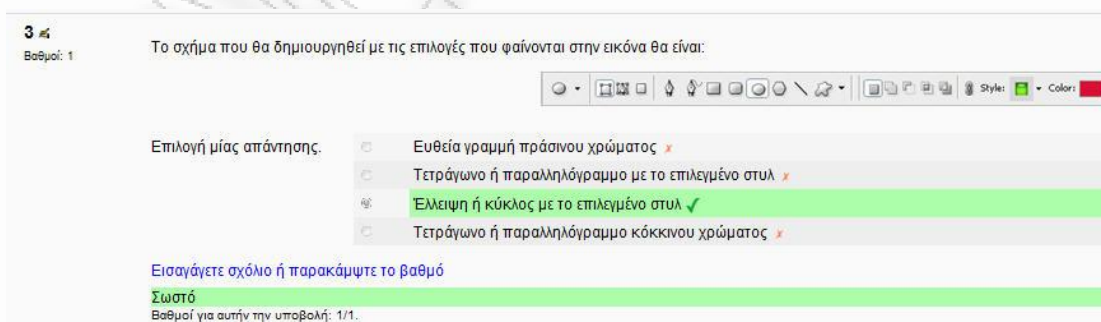 3
Βαθμοί: 1
Το σχήμα που θα δημιουργηθεί με τις επιλογές που φαίνονται στην εικόνα θα είναι:
Style: Color:
Επιλογή μίας απάντησης.
Ευθεία γραμμή πράσινου χρώματος
Τετράγωνο ή παραλληλόγραμμο με το επιλεγμένο στυλ
Έλλειψη ή κύκλος με το επιλεγμένο στυλ
Τετράγωνο ή παραλληλόγραμμο κόκκινου χρώματος
Εισαγάγετε σχόλιο ή παρακάμψτε το βαθμό
Σωστό
Βαθμοί για αυτήν την υποβολή: 1/1.